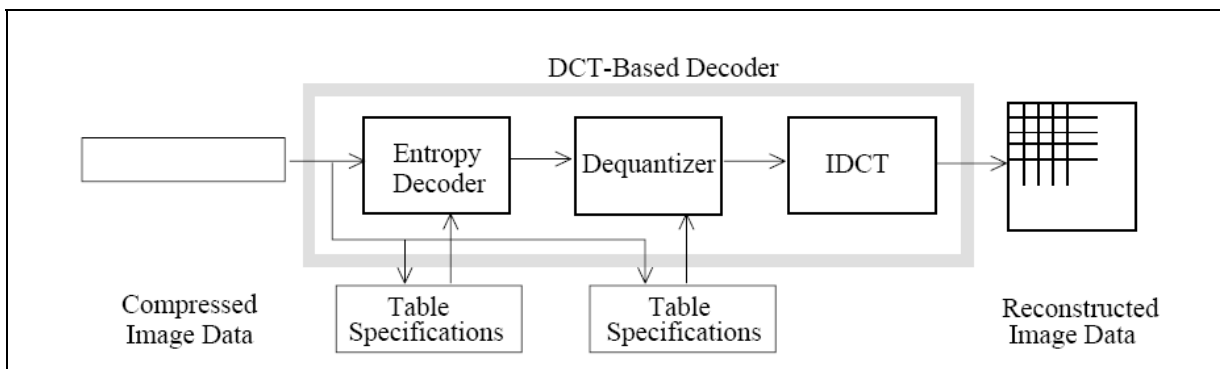 DCT-Based Decoder
Entropy
Decoder
Dequantizer
IDCT
Compressed
Image Data
Table
Specifications
Table
Specifications
Reconstructed
Image Data